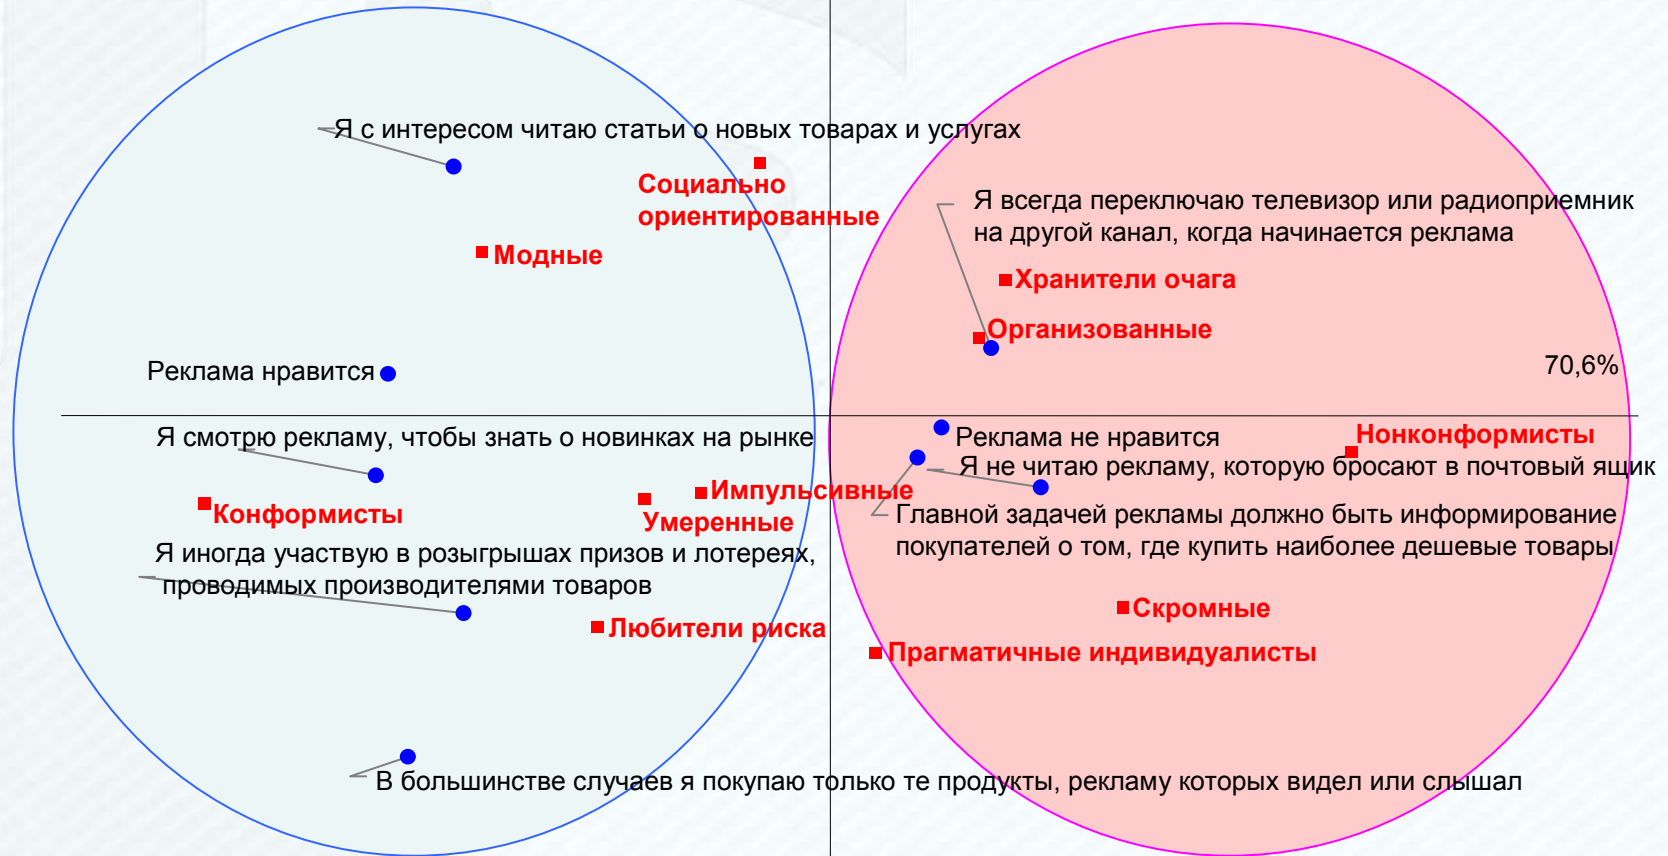 Я с интересом читаю статьи о новых товарах и услугах
Социально
ориентированные
Модные
Я всегда переключаю телевизор или радиоприемник
на другой канал, когда начинается реклама
Хранители очага
Организованные
Реклама нравится
70,6%
Я смотрю рекламу, чтобы знать о новинках на рынке
Реклама не нравится
Нонконформисты
Я не читаю рекламу, которую бросают в почтовый ящик
Конформисты
Импульсивные
Умеренные
Главной задачей рекламы должно быть информирование
покупателей о том, где купить наиболее дешевые товары
Я иногда участвую в розыгрышах призов и лотереях,
проводимых производителями товаров
Любители риска
Скромные
Прагматичные индивидуалисты
В большинстве случаев я покупаю только те продукты, рекламу которых видел или слышал